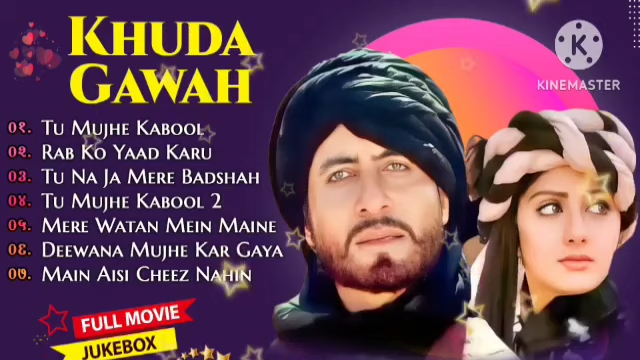 KHUDA
GAWAH
०१. TU MUJHE KABOOL
०२. RAB KO YAAD KARU
०३. TU NA JA MERE BADSHAH
०४. TU MUJHE KABOOL 2
०५. MERE WATAN MEIN MAINE
०६. DEEWANA MUJHE KAR GAYA
०७. MAIN AISI CHEEZ NAHIN
FULL MOVIE
JUKEBOX
K
KINEMASTER